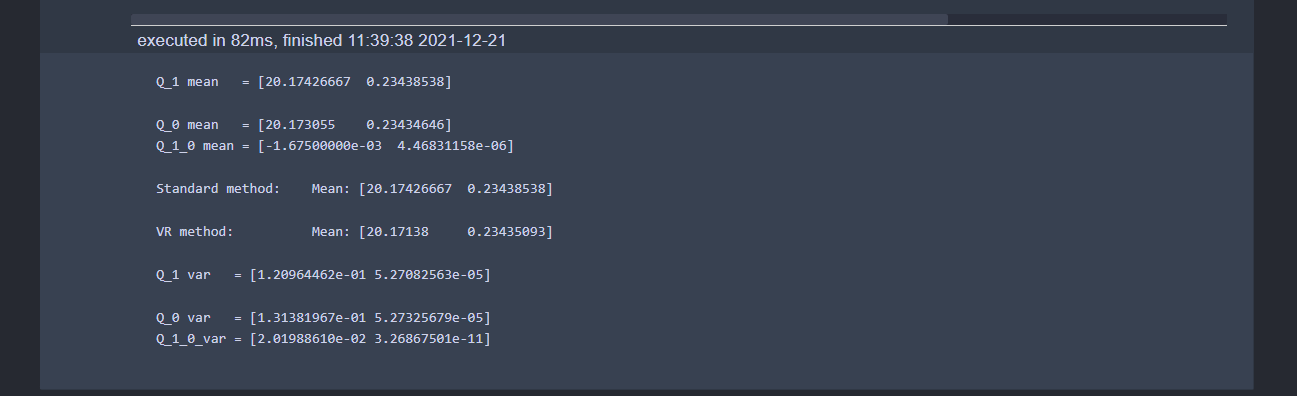 executed in 82ms, finished 11:39:38 2021-12-21
Q_1 mean   = [20.17426667  0.23438538]
Q_0 mean   = [20.173055    0.23434646]
Q_1_0 mean = [-1.67500000e-03  4.46831158e-06]
Standard method:    Mean: [20.17426667  0.23438538]
VR method:          Mean: [20.17138     0.23435093]
Q_1 var   = [1.20964462e-01 5.27082563e-05]
Q_0 var   = [1.31381967e-01 5.27325679e-05]
Q_1_0_var = [2.01988610e-02 3.26867501e-11]